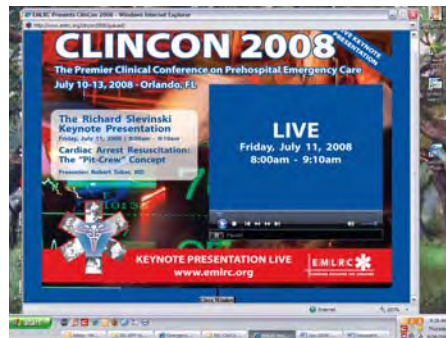 EMLRC Presents ClinCon 2008 - Windows Internet Explorer
CLINCON 2008
LIVE KEYNOTE
PRESENTATION
The Premier Clinical Conference on Prehospital Emergency Care
July 10-13, 2008 - Orlando, FL
The Richard Slevinski
Keynote Presentation
Friday, July 11, 2008 | 8:00am - 9:10am
Cardiac Arrest Resuscitation:
The "Pit-Crew" Concept
Presenter: Robert
MD
LIVE
Friday, July 11, 2008
8:00am - 9:10am
KEYNOTE PRESENTATION LIVE
www.emlrc.org
EMLRC
Close Window
Internet
start